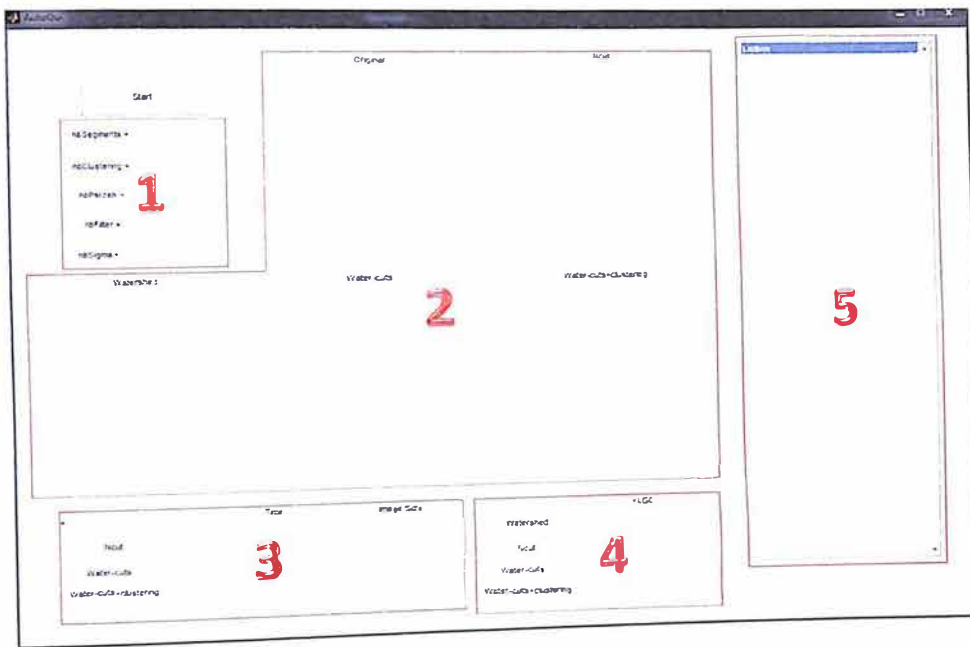 Original
Ncut
Start
nbSegments =
nbClustering =
nbParzen =
nbFilter =
nbSigma =
1
Watershed
Water-cuts
Water-cuts+clustering
2
Listbox
5
Time
Image Size
Ncut
Water-cuts
Water-cuts+clustering
3
Watershed
Ncut
Water-cuts
Water-cuts+clustering
4